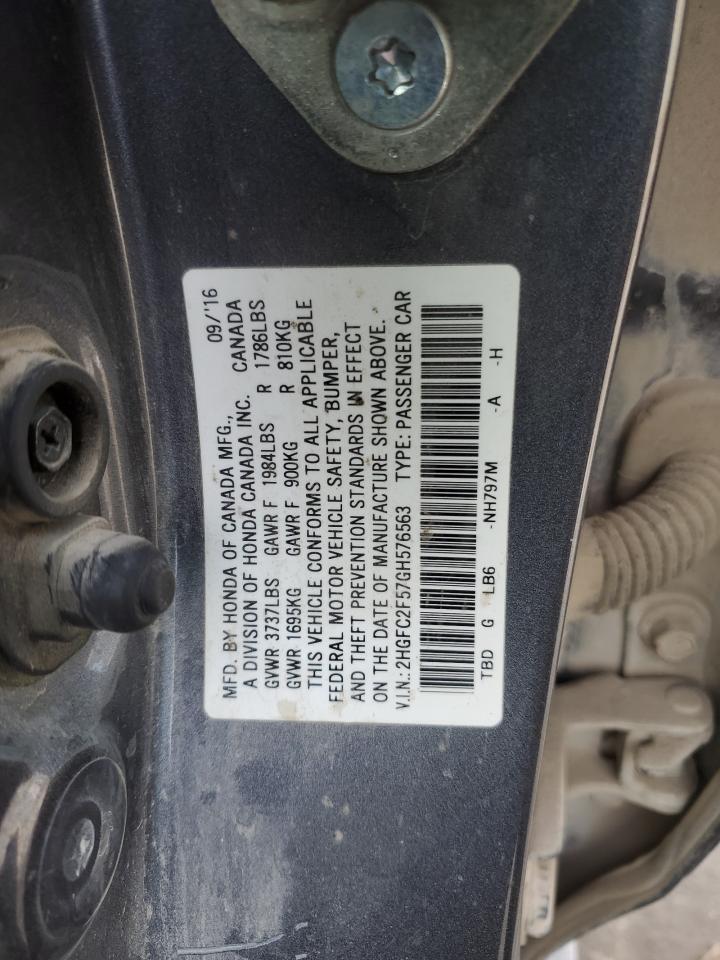 MFD. BY HONDA OF CANADA MFG., 09/'16
A DIVISION OF HONDA CANADA INC. CANADA
GVWR 3737LBS GAWR F 1984LBS R 1786LBS
GVWR 1695KG GAWR F 900KG R 810KG
THIS VEHICLE CONFORMS TO ALL APPLICABLE
FEDERAL MOTOR VEHICLE SAFETY, BUMPER,
AND THEFT PREVENTION STANDARDS IN EFFECT
ON THE DATE OF MANUFACTURE SHOWN ABOVE.
V.I.N.: 2HGFC2F57GH576563 TYPE: PASSENGER CAR
TBD G LB6 -NH797M -A -H